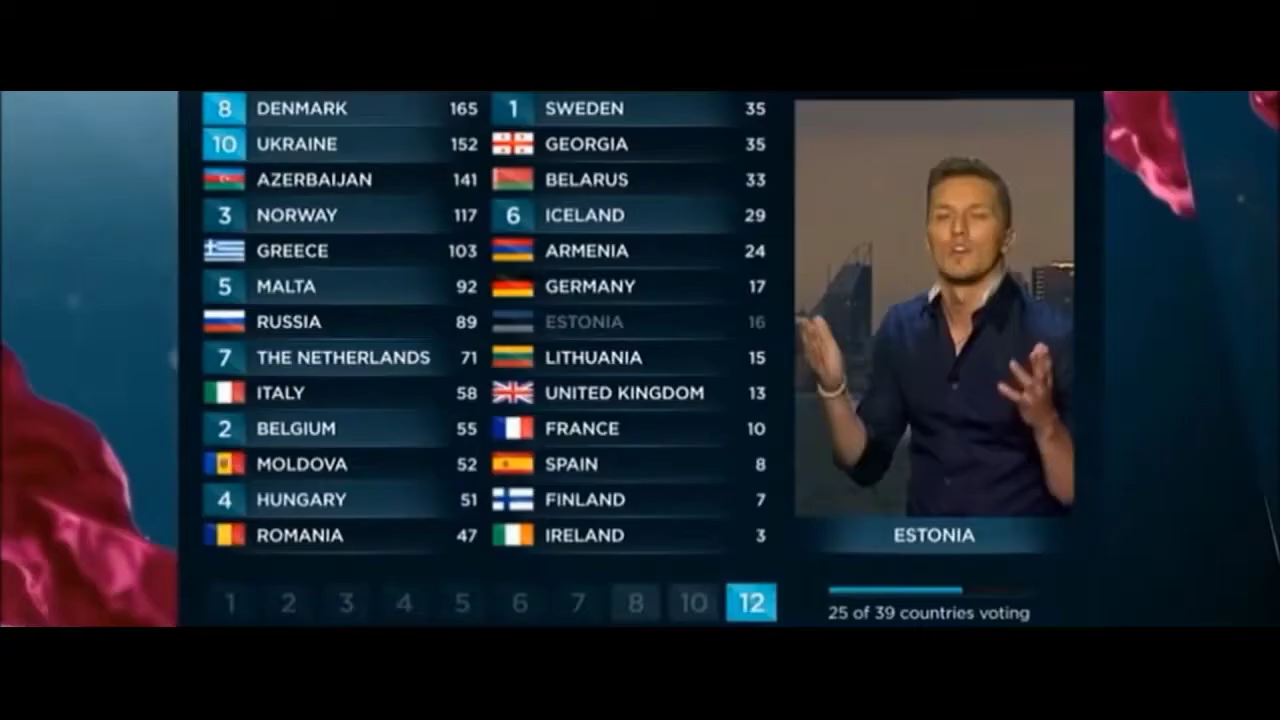 8 DENMARK 165
10 UKRAINE 152
AZERBAIJAN 141
3 NORWAY 117
GREECE 103
5 MALTA 92
RUSSIA 89
7 THE NETHERLANDS 71
ITALY 58
2 BELGIUM 55
MOLDOVA 52
4 HUNGARY 51
ROMANIA 47
1 SWEDEN 35
GEORGIA 35
BELARUS 33
6 ICELAND 29
ARMENIA 24
GERMANY 17
ESTONIA 16
LITHUANIA 15
UNITED KINGDOM 13
FRANCE 10
SPAIN 8
FINLAND 7
IRELAND 3
1 2 3 4 5 6 7 8 10 12
ESTONIA
25 of 39 countries voting